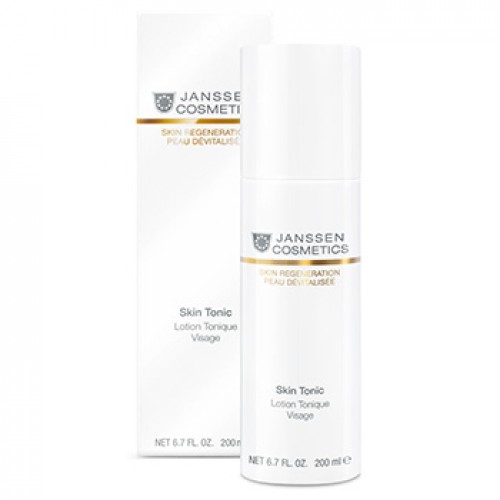 JANSSEN
COSMETICS
SKIN REGENERATION
PEAU DÉVITALISÉE
Skin Tonic
Lotion Tonique
Visage
NET 6.7 FL. OZ. 200 ml
JANSSEN
COSMETICS
SKIN REGENERATION
PEAU DÉVITALISÉE
Skin Tonic
Lotion Tonique
Visage
NET 6.7 FL. OZ. 200 ml ℮